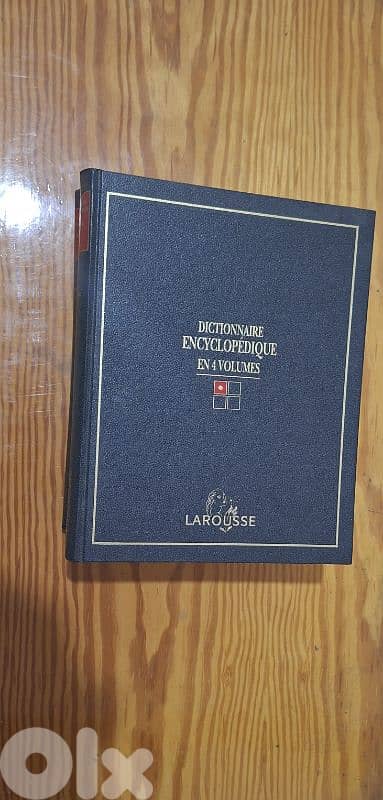 DICTIONNAIRE
ENCYCLOPÉDIQUE
EN 4 VOLUMES
LAROUSSE
OLX